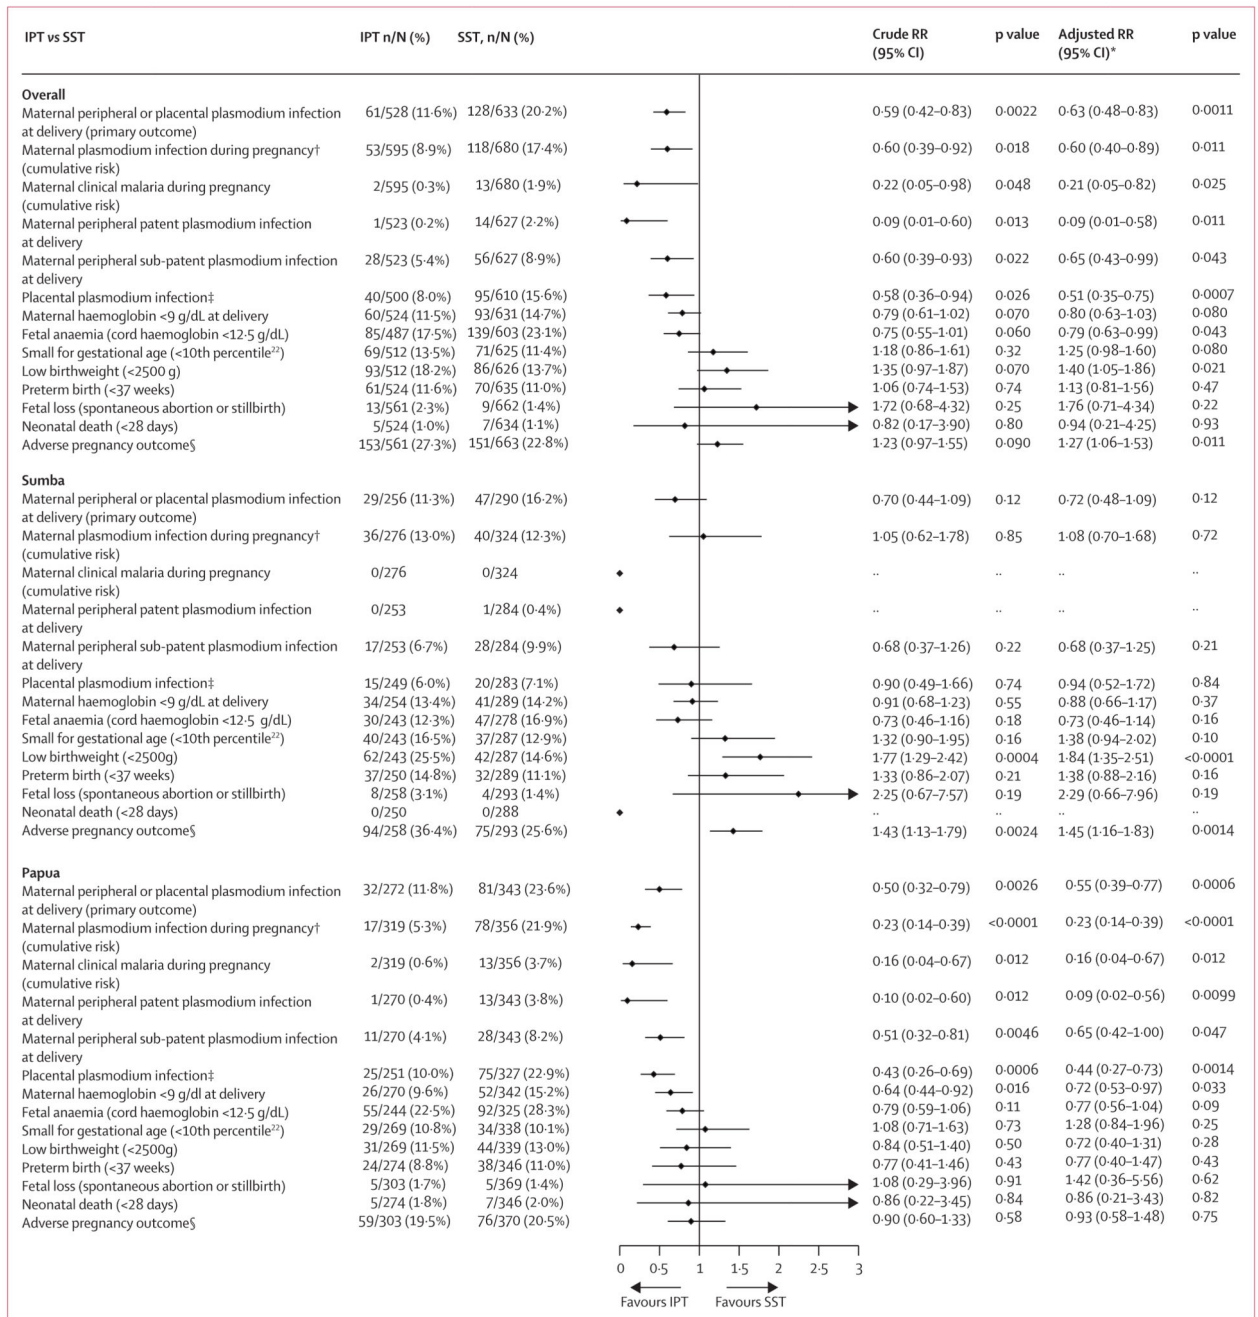 IPT vs SST IPT n/N (%) SST, n/N (%) Crude RR (95% CI) p value Adjusted RR (95% CI)* p value
Overall
Maternal peripheral or placental plasmodium infection 61/528 (11·6%) 128/633 (20·2%) 0·59 (0·42–0·83) 0·0022 0·63 (0·48–0·83) 0·0011
at delivery (primary outcome)
Maternal plasmodium infection during pregnancy† 53/595 (8·9%) 118/680 (17·4%) 0·60 (0·39–0·92) 0·018 0·60 (0·40–0·89) 0·011
(cumulative risk)
Maternal clinical malaria during pregnancy 2/595 (0·3%) 13/680 (1·9%) 0·22 (0·05–0·98) 0·048 0·21 (0·05–0·82) 0·025
(cumulative risk)
Maternal peripheral patent plasmodium infection 1/523 (0·2%) 14/627 (2·2%) 0·09 (0·01–0·60) 0·013 0·09 (0·01–0·58) 0·011
at delivery
Maternal peripheral sub-patent plasmodium infection 28/523 (5·4%) 56/627 (8·9%) 0·60 (0·39–0·93) 0·022 0·65 (0·43–0·99) 0·043
at delivery
Placental plasmodium infection‡ 40/500 (8·0%) 95/610 (15·6%) 0·58 (0·36–0·94) 0·026 0·51 (0·35–0·75) 0·0007
Maternal haemoglobin <9 g/dL at delivery 60/524 (11·5%) 93/631 (14·7%) 0·79 (0·61–1·02) 0·070 0·80 (0·63–1·03) 0·080
Fetal anaemia (cord haemoglobin <12·5 g/dL) 85/487 (17·5%) 139/603 (23·1%) 0·75 (0·55–1·01) 0·060 0·79 (0·63–0·99) 0·043
Small for gestational age (<10th percentile²²) 69/512 (13·5%) 71/625 (11·4%) 1·18 (0·86–1·61) 0·32 1·25 (0·98–1·60) 0·080
Low birthweight (<2500 g) 93/512 (18·2%) 86/626 (13·7%) 1·35 (0·97–1·87) 0·070 1·40 (1·05–1·86) 0·021
Preterm birth (<37 weeks) 61/524 (11·6%) 70/635 (11·0%) 1·06 (0·74–1·53) 0·74 1·13 (0·81–1·56) 0·47
Fetal loss (spontaneous abortion or stillbirth) 13/561 (2·3%) 9/662 (1·4%) 1·72 (0·68–4·32) 0·25 1·76 (0·71–4·34) 0·22
Neonatal death (<28 days) 5/524 (1·0%) 7/634 (1·1%) 0·82 (0·17–3·90) 0·80 0·94 (0·21–4·25) 0·93
Adverse pregnancy outcome§ 153/561 (27·3%) 151/663 (22·8%) 1·23 (0·97–1·55) 0·090 1·27 (1·06–1·53) 0·011
Sumba
Maternal peripheral or placental plasmodium infection 29/256 (11·3%) 47/290 (16·2%) 0·70 (0·44–1·09) 0·12 0·72 (0·48–1·09) 0·12
at delivery (primary outcome)
Maternal plasmodium infection during pregnancy† 36/276 (13·0%) 40/324 (12·3%) 1·05 (0·62–1·78) 0·85 1·08 (0·70–1·68) 0·72
(cumulative risk)
Maternal clinical malaria during pregnancy 0/276 0/324 ·· ·· ·· ··
(cumulative risk)
Maternal peripheral patent plasmodium infection 0/253 1/284 (0·4%) ·· ·· ·· ··
at delivery
Maternal peripheral sub-patent plasmodium infection 17/253 (6·7%) 28/284 (9·9%) 0·68 (0·37–1·26) 0·22 0·68 (0·37–1·25) 0·21
at delivery
Placental plasmodium infection‡ 15/249 (6·0%) 20/283 (7·1%) 0·90 (0·49–1·66) 0·74 0·94 (0·52–1·72) 0·84
Maternal haemoglobin <9 g/dL at delivery 34/254 (13·4%) 41/289 (14·2%) 0·91 (0·68–1·23) 0·55 0·88 (0·66–1·17) 0·37
Fetal anaemia (cord haemoglobin <12·5 g/dL) 30/243 (12·3%) 47/278 (16·9%) 0·73 (0·46–1·16) 0·18 0·73 (0·46–1·14) 0·16
Small for gestational age (<10th percentile²²) 40/243 (16·5%) 37/287 (12·9%) 1·32 (0·90–1·95) 0·16 1·38 (0·94–2·02) 0·10
Low birthweight (<2500g) 62/243 (25·5%) 42/287 (14·6%) 1·77 (1·29–2·42) 0·0004 1·84 (1·35–2·51) <0·0001
Preterm birth (<37 weeks) 37/250 (14·8%) 32/289 (11·1%) 1·33 (0·86–2·07) 0·21 1·38 (0·88–2·16) 0·16
Fetal loss (spontaneous abortion or stillbirth) 8/258 (3·1%) 4/293 (1·4%) 2·25 (0·67–7·57) 0·19 2·29 (0·66–7·96) 0·19
Neonatal death (<28 days) 0/250 0/288 ·· ·· ·· ··
Adverse pregnancy outcome§ 94/258 (36·4%) 75/293 (25·6%) 1·43 (1·13–1·79) 0·0024 1·45 (1·16–1·83) 0·0014
Papua
Maternal peripheral or placental plasmodium infection 32/272 (11·8%) 81/343 (23·6%) 0·50 (0·32–0·79) 0·0026 0·55 (0·39–0·77) 0·0006
at delivery (primary outcome)
Maternal plasmodium infection during pregnancy† 17/319 (5·3%) 78/356 (21·9%) 0·23 (0·14–0·39) <0·0001 0·23 (0·14–0·39) <0·0001
(cumulative risk)
Maternal clinical malaria during pregnancy 2/319 (0·6%) 13/356 (3·7%) 0·16 (0·04–0·67) 0·012 0·16 (0·04–0·67) 0·012
(cumulative risk)
Maternal peripheral patent plasmodium infection 1/270 (0·4%) 13/343 (3·8%) 0·10 (0·02–0·60) 0·012 0·09 (0·02–0·56) 0·0099
at delivery
Maternal peripheral sub-patent plasmodium infection 11/270 (4·1%) 28/343 (8·2%) 0·51 (0·32–0·81) 0·0046 0·65 (0·42–1·00) 0·047
at delivery
Placental plasmodium infection‡ 25/251 (10·0%) 75/327 (22·9%) 0·43 (0·26–0·69) 0·0006 0·44 (0·27–0·73) 0·0014
Maternal haemoglobin <9 g/dl at delivery 26/270 (9·6%) 52/342 (15·2%) 0·64 (0·44–0·92) 0·016 0·72 (0·53–0·97) 0·033
Fetal anaemia (cord haemoglobin <12·5 g/dL) 55/244 (22·5%) 92/325 (28·3%) 0·79 (0·59–1·06) 0·11 0·77 (0·56–1·04) 0·09
Small for gestational age (<10th percentile²²) 29/269 (10·8%) 34/338 (10·1%) 1·08 (0·71–1·63) 0·73 1·28 (0·84–1·96) 0·25
Low birthweight (<2500g) 31/269 (11·5%) 44/339 (13·0%) 0·84 (0·51–1·40) 0·50 0·72 (0·40–1·31) 0·28
Preterm birth (<37 weeks) 24/274 (8·8%) 38/346 (11·0%) 0·77 (0·41–1·46) 0·43 0·77 (0·40–1·47) 0·43
Fetal loss (spontaneous abortion or stillbirth) 5/303 (1·7%) 5/369 (1·4%) 1·08 (0·29–3·96) 0·91 1·42 (0·36–5·56) 0·62
Neonatal death (<28 days) 5/274 (1·8%) 7/346 (2·0%) 0·86 (0·22–3·45) 0·84 0·86 (0·21–3·43) 0·82
Adverse pregnancy outcome§ 59/303 (19·5%) 76/370 (20·5%) 0·90 (0·60–1·33) 0·58 0·93 (0·58–1·48) 0·75
0 0·5 1 1·5 2 2·5 3
Favours IPT Favours SST